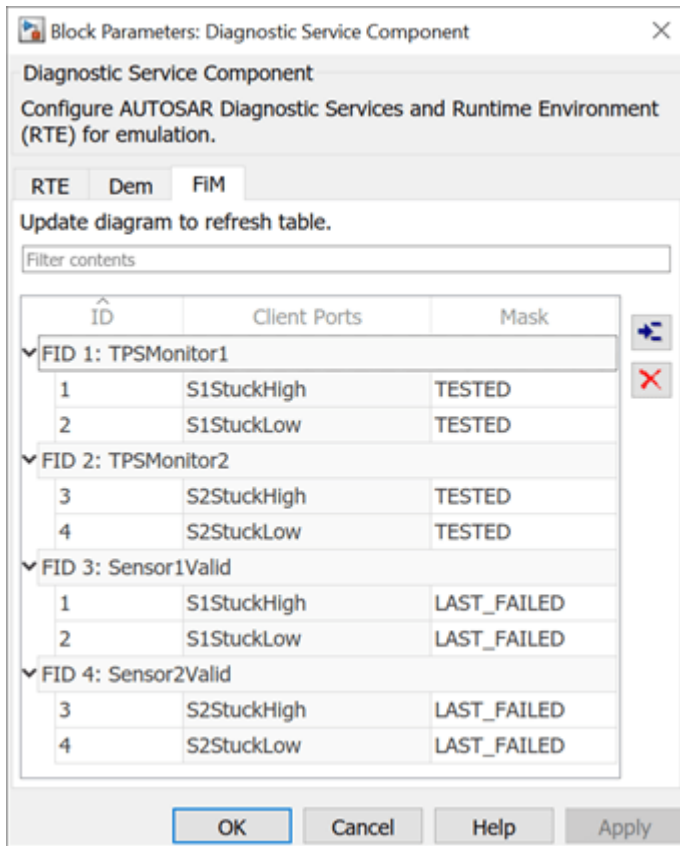 Block Parameters: Diagnostic Service Component
Diagnostic Service Component
Configure AUTOSAR Diagnostic Services and Runtime Environment
(RTE) for emulation.
RTE Dem FiM
Update diagram to refresh table.
Filter contents
ID Client Ports Mask
FID 1: TPSMonitor1
1 S1StuckHigh TESTED
2 S1StuckLow TESTED
FID 2: TPSMonitor2
3 S2StuckHigh TESTED
4 S2StuckLow TESTED
FID 3: Sensor1Valid
1 S1StuckHigh LAST_FAILED
2 S1StuckLow LAST_FAILED
FID 4: Sensor2Valid
3 S2StuckHigh LAST_FAILED
4 S2StuckLow LAST_FAILED
OK Cancel Help Apply